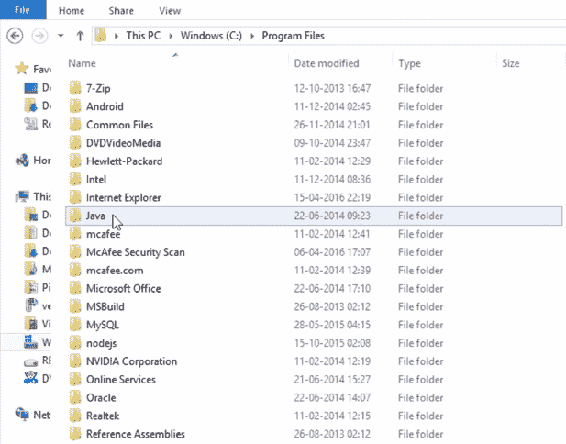 File Home Share View
This PC Windows (C:) Program Files
Name Date modified Type Size
7-Zip 12-10-2013 16:47 File folder
Android 11-12-2014 02:45 File folder
Common Files 26-11-2014 21:01 File folder
DVDVideoMedia 09-10-2014 23:47 File folder
Hewlett-Packard 11-02-2014 12:29 File folder
Intel 11-12-2014 08:36 File folder
Internet Explorer 15-04-2016 22:19 File folder
Java 22-06-2014 09:23 File folder
mcafee 11-02-2014 12:41 File folder
McAfee Security Scan 06-04-2016 17:07 File folder
mcafee.com 11-02-2014 12:39 File folder
Microsoft Office 22-06-2014 17:10 File folder
MSBuild 26-08-2013 02:12 File folder
MySQL 28-05-2015 04:15 File folder
nodejs 15-10-2015 02:08 File folder
NVIDIA Corporation 11-02-2014 12:19 File folder
Online Services 21-06-2014 15:27 File folder
Oracle 22-06-2014 14:07 File folder
Realtek 11-02-2014 12:15 File folder
Reference Assemblies 26-08-2013 02:12 File folder
Fav
De
Do
Re
Hor
This
De
Do
Do
M
Pi
ve
Vi
W
RE
D'
Net